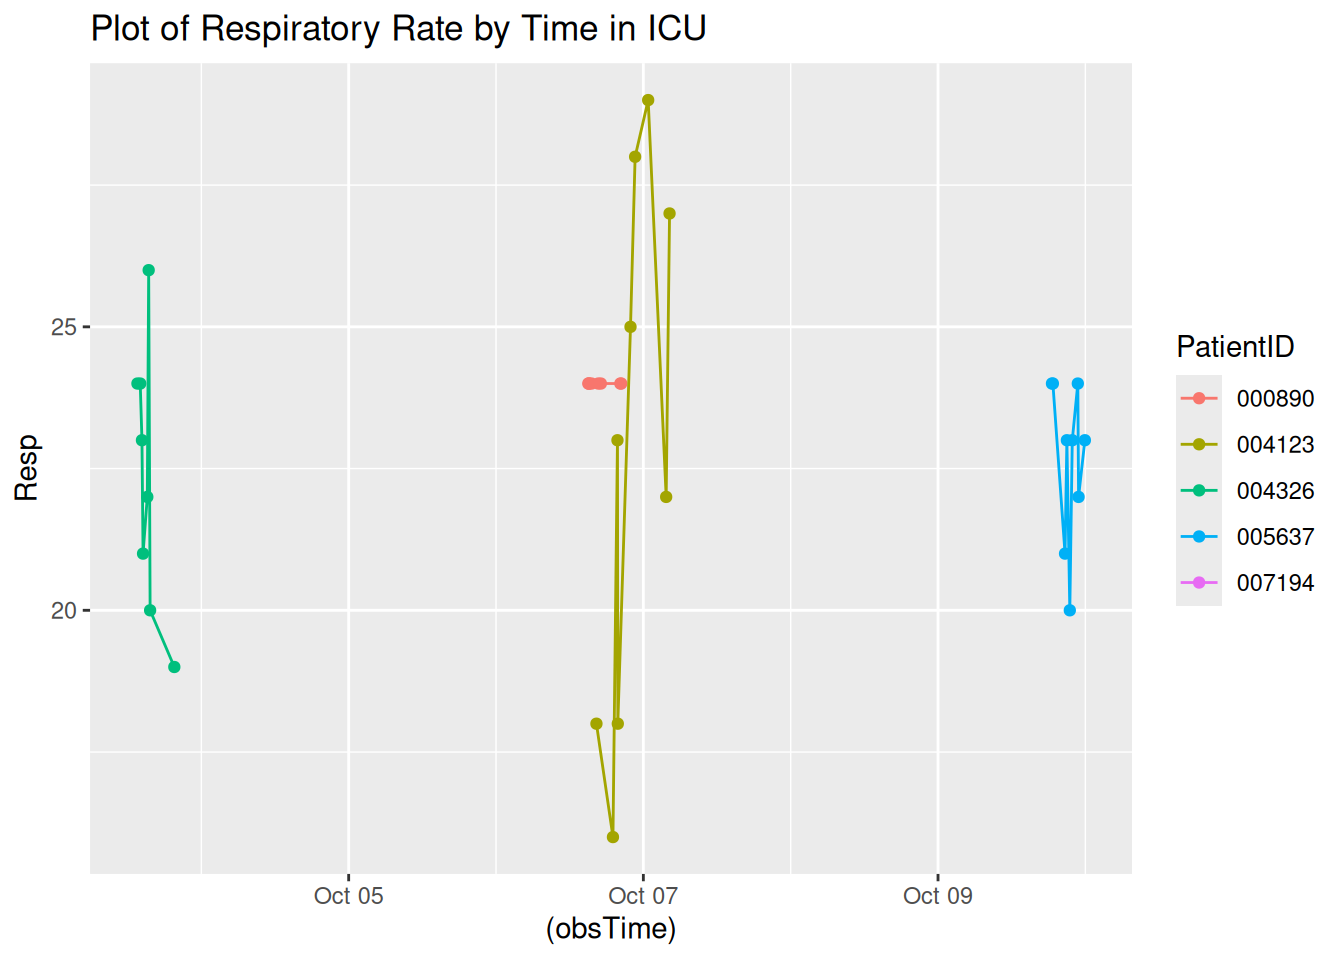 Plot of Respiratory Rate by Time in ICU
Resp
25
20
Oct 05
Oct 07
Oct 09
(obsTime)
PatientID
000890
004123
004326
005637
007194